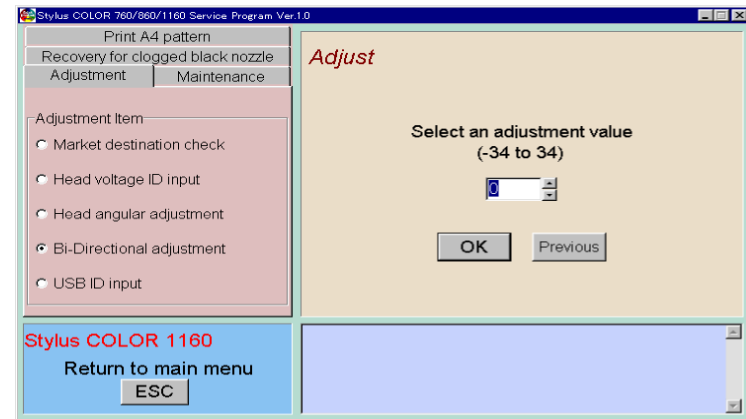 Stylus COLOR 760/860/1160 Service Program Ver.1.0
Print A4 pattern
Recovery for clogged black nozzle
Adjustment
Maintenance
Adjustment Item
Market destination check
Head voltage ID input
Head angular adjustment
Bi-Directional adjustment
USB ID input
Adjust
Select an adjustment value
(-34 to 34)
0
OK
Previous
Stylus COLOR 1160
Return to main menu
ESC